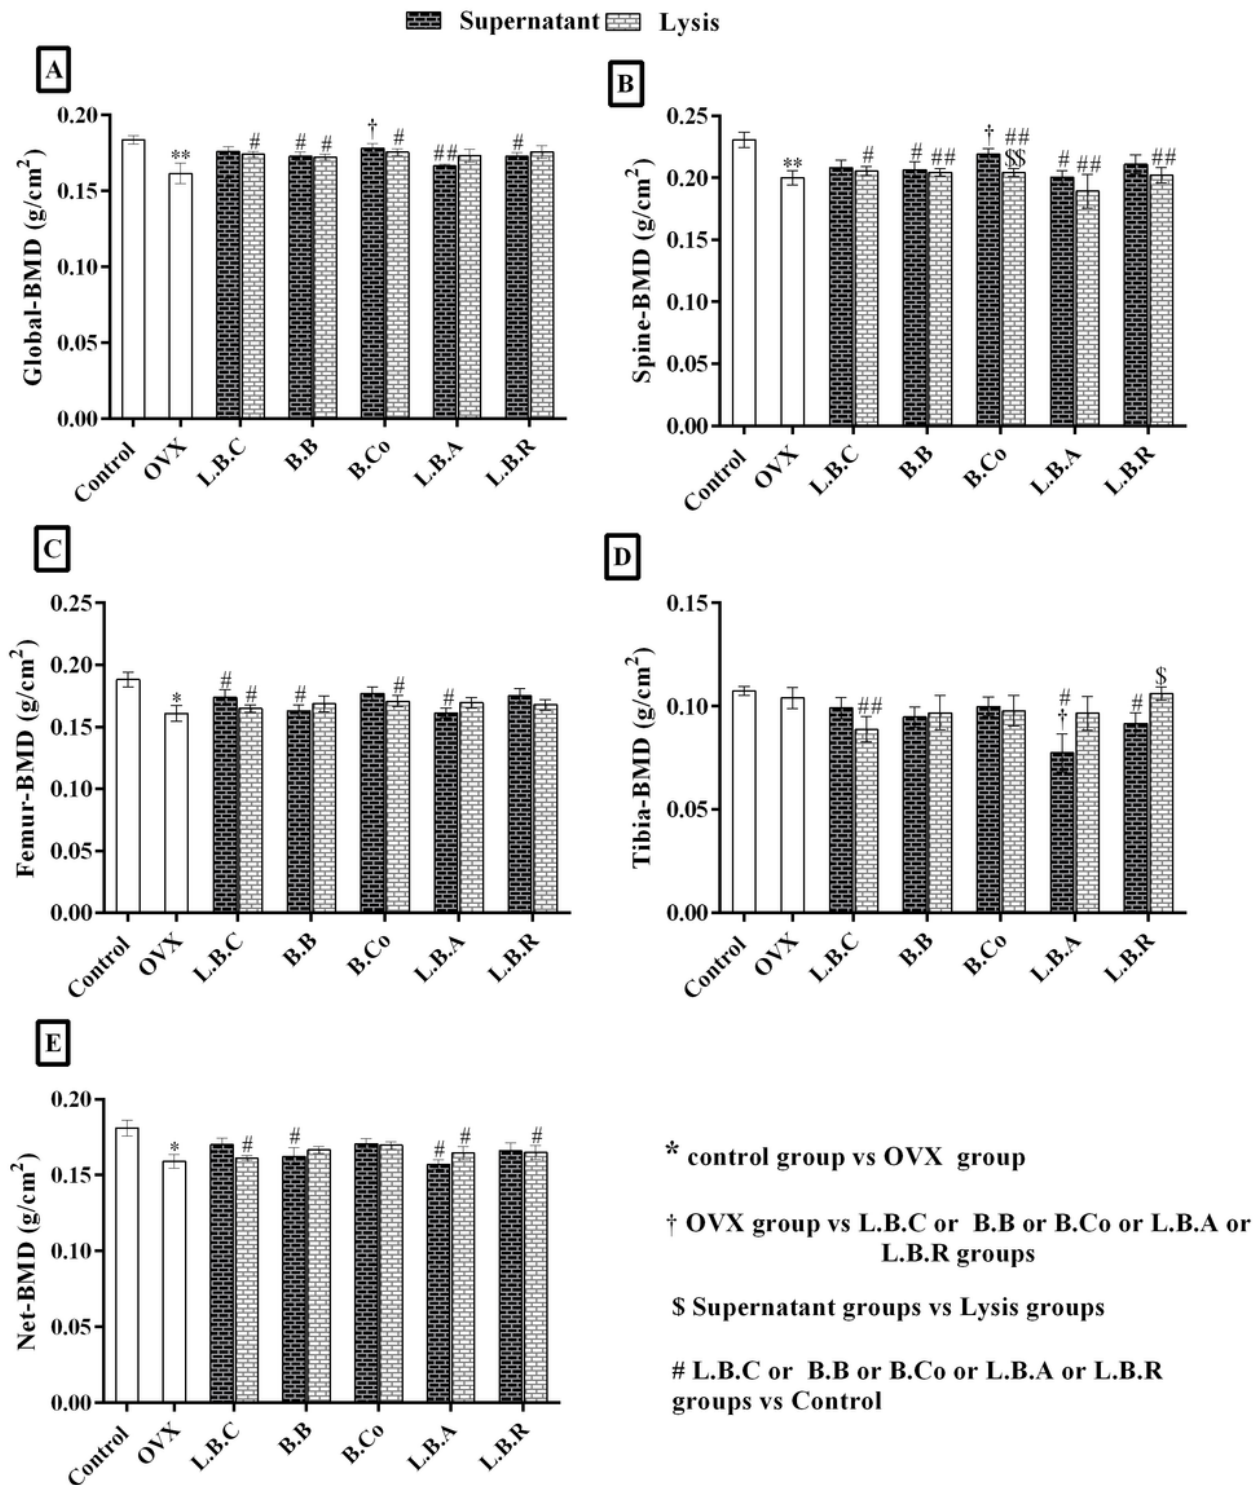 Supernatant Lysis
A
Global-BMD (g/cm²)
0.20
0.15
0.10
0.05
0.00
**
#
# #
† #
##
#
Control OVX L.B.C B.B B.Co L.B.A L.B.R
B
Spine-BMD (g/cm²)
0.25
0.20
0.15
0.10
0.05
0.00
**
#
# ##
† ##
$$
# ##
##
Control OVX L.B.C B.B B.Co L.B.A L.B.R
C
Femur-BMD (g/cm²)
0.25
0.20
0.15
0.10
0.05
0.00
*
# #
#
#
#
Control OVX L.B.C B.B B.Co L.B.A L.B.R
D
Tibia-BMD (g/cm²)
0.15
0.10
0.05
0.00
##
#
†
# $
Control OVX L.B.C B.B B.Co L.B.A L.B.R
E
Net-BMD (g/cm²)
0.20
0.15
0.10
0.05
0.00
*
#
#
# #
#
Control OVX L.B.C B.B B.Co L.B.A L.B.R
* control group vs OVX group
† OVX group vs L.B.C or B.B or B.Co or L.B.A or
L.B.R groups
$ Supernatant groups vs Lysis groups
# L.B.C or B.B or B.Co or L.B.A or L.B.R
groups vs Control